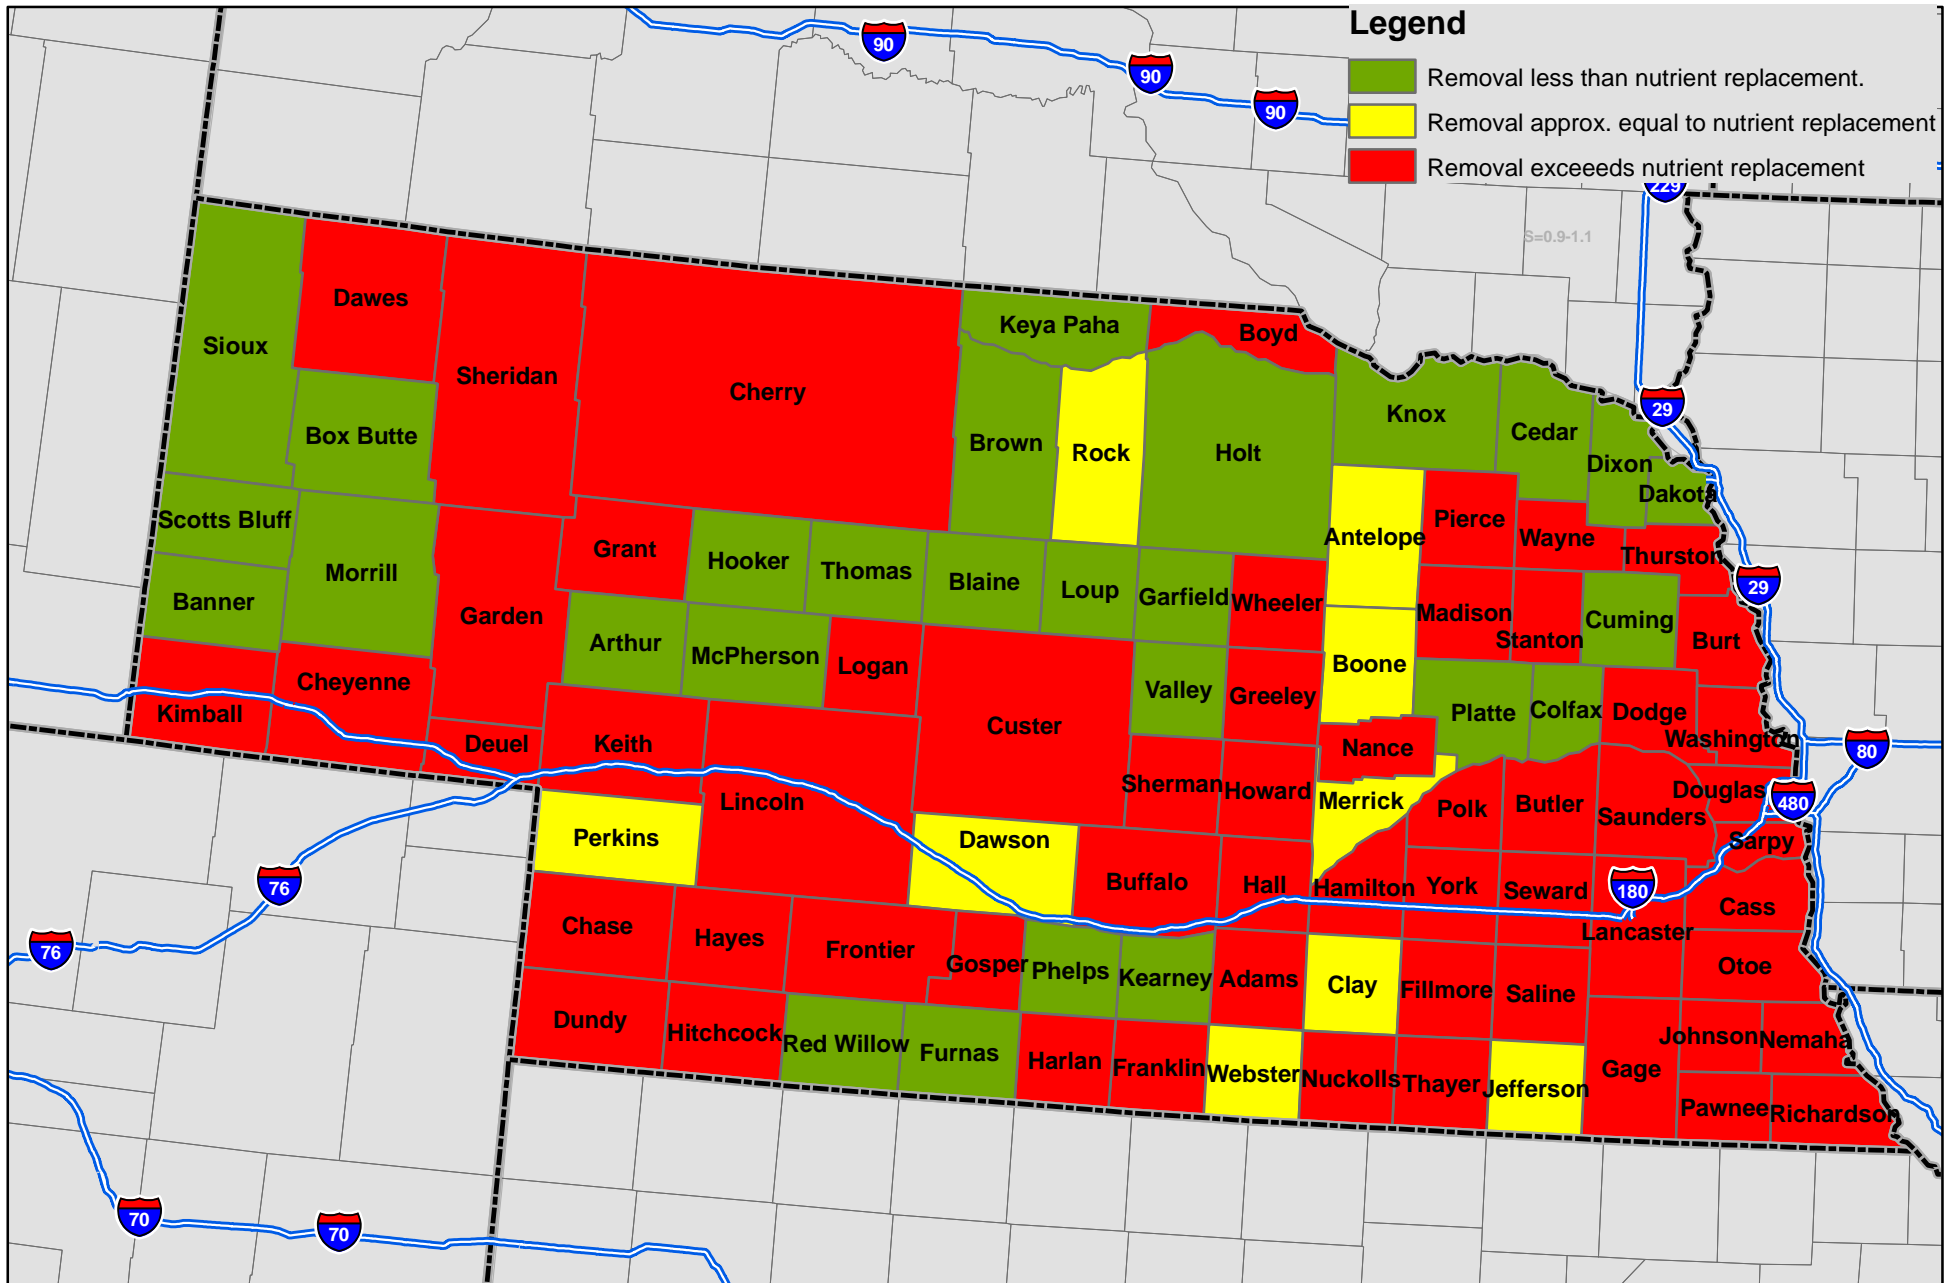 Legend
90
Removal less than nutrient replacement.
90
90
Removal approx. equal to nutrient replacement
Removal exceeeds nutrient replacement
229
S=0.9-1.1
Dawes
Keya Paha
Boyd
Sioux
Sheridan
Cherry
29
Knox
Cedar
Box Butte
Brown
Rock
Holt
Dixon
Dakota
Scotts Bluff
Pierce
Antelope
Wayne
Grant
Hooker
Thomas
Thurston
Morrill
Blaine
Loup
29
Banner
Garden
Garfield
Wheeler
Madison
Cuming
Arthur
McPherson
Logan
Stanton
Burt
Boone
Cheyenne
Valley
Greeley
Kimball
Custer
Platte
Colfax
Dodge
Deuel
Keith
Nance
Washington
80
Sherman
Howard
Douglas
480
Lincoln
Merrick
Polk
Butler
Saunders
Perkins
Dawson
Sarpy
76
Buffalo
Hall
Hamilton
York
Seward
180
Cass
Chase
Hayes
Frontier
Lancaster
76
Gosper
Phelps
Kearney
Adams
Clay
Fillmore
Saline
Otoe
Dundy
Hitchcock
Red Willow
Furnas
Johnson
Nemaha
Harlan
Franklin
Webster
Nuckolls
Thayer
Jefferson
Gage
Pawnee
Richardson
70
70